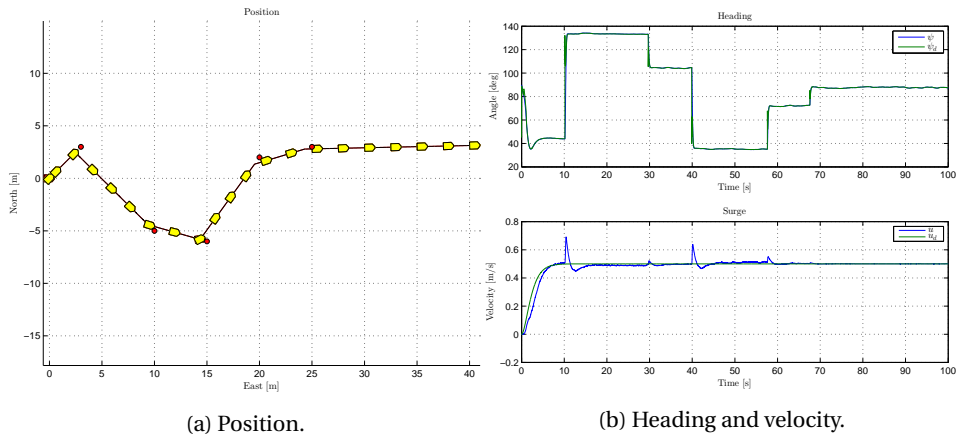 Position
10
5
0
−5
−10
−15
North [m]
0 5 10 15 20 25 30 35 40
East [m]
(a) Position.
Heading
140
120
100
80
60
40
20
Angle [deg]
ψ
ψd
0 10 20 30 40 50 60 70 80 90 100
Time [s]
Surge
0.8
0.6
0.4
0.2
0
−0.2
Velocity [m/s]
u
ud
0 10 20 30 40 50 60 70 80 90 100
Time [s]
(b) Heading and velocity.